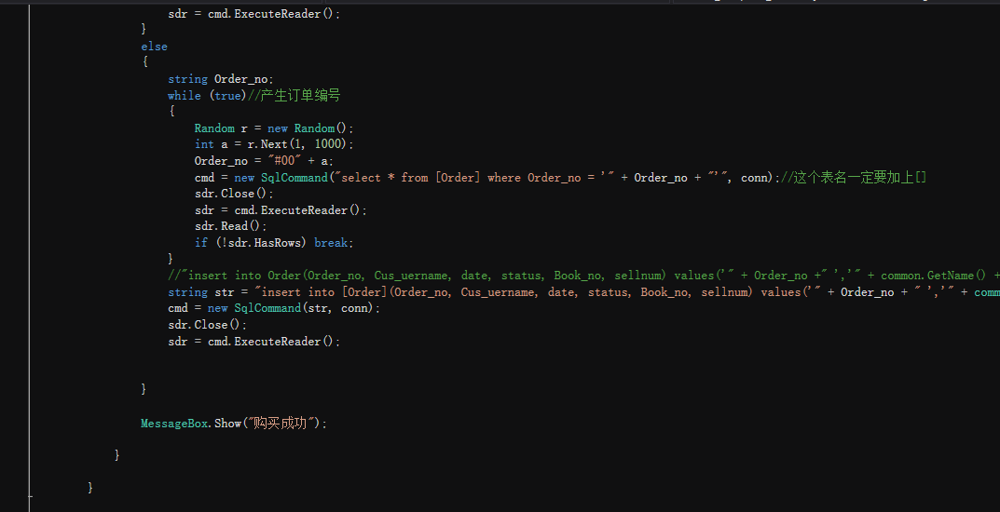 sdr = cmd.ExecuteReader();
}
else
{
string Order_no;
while (true)//产生订单编号
{
Random r = new Random();
int a = r.Next(1, 1000);
Order_no = "#00" + a;
cmd = new SqlCommand("select * from [Order] where Order_no = '" + Order_no + "'", conn);//这个表名一定要加上[]
sdr.Close();
sdr = cmd.ExecuteReader();
sdr.Read();
if (!sdr.HasRows) break;
}
//"insert into Order(Order_no, Cus_uername, date, status, Book_no, sellnum) values('" + Order_no +" ','" + common.GetName() +
string str = "insert into [Order](Order_no, Cus_uername, date, status, Book_no, sellnum) values('" + Order_no + " ','" + comm
cmd = new SqlCommand(str, conn);
sdr.Close();
sdr = cmd.ExecuteReader();
}
MessageBox.Show("购买成功");
}
}